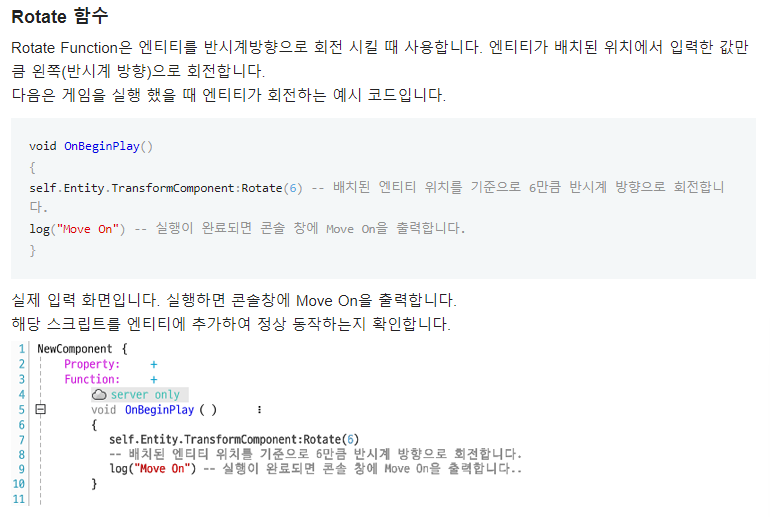 Rotate 함수
Rotate Function은 엔티티를 반시계방향으로 회전 시킬 때 사용합니다. 엔티티가 배치된 위치에서 입력한 값만
큼 왼쪽(반시계 방향)으로 회전합니다.
다음은 게임을 실행 했을 때 엔티티가 회전하는 예시 코드입니다.
void OnBeginPlay()
{
self.Entity.TransformComponent:Rotate(6) -- 배치된 엔티티 위치를 기준으로 6만큼 반시계 방향으로 회전합니
다.
log("Move On") -- 실행이 완료되면 콘솔 창에 Move On을 출력합니다.
}
실제 입력 화면입니다. 실행하면 콘솔창에 Move On을 출력합니다.
해당 스크립트를 엔티티에 추가하여 정상 동작하는지 확인합니다.
1 NewComponent {
2 Property: +
3 Function: +
4 server only
5 void OnBeginPlay ( )
6 {
7 self.Entity.TransformComponent:Rotate(6)
8 -- 배치된 엔티티 위치를 기준으로 6만큼 반시계 방향으로 회전합니다.
9 log("Move On") -- 실행이 완료되면 콘솔 창에 Move On을 출력합니다..
10 }
11